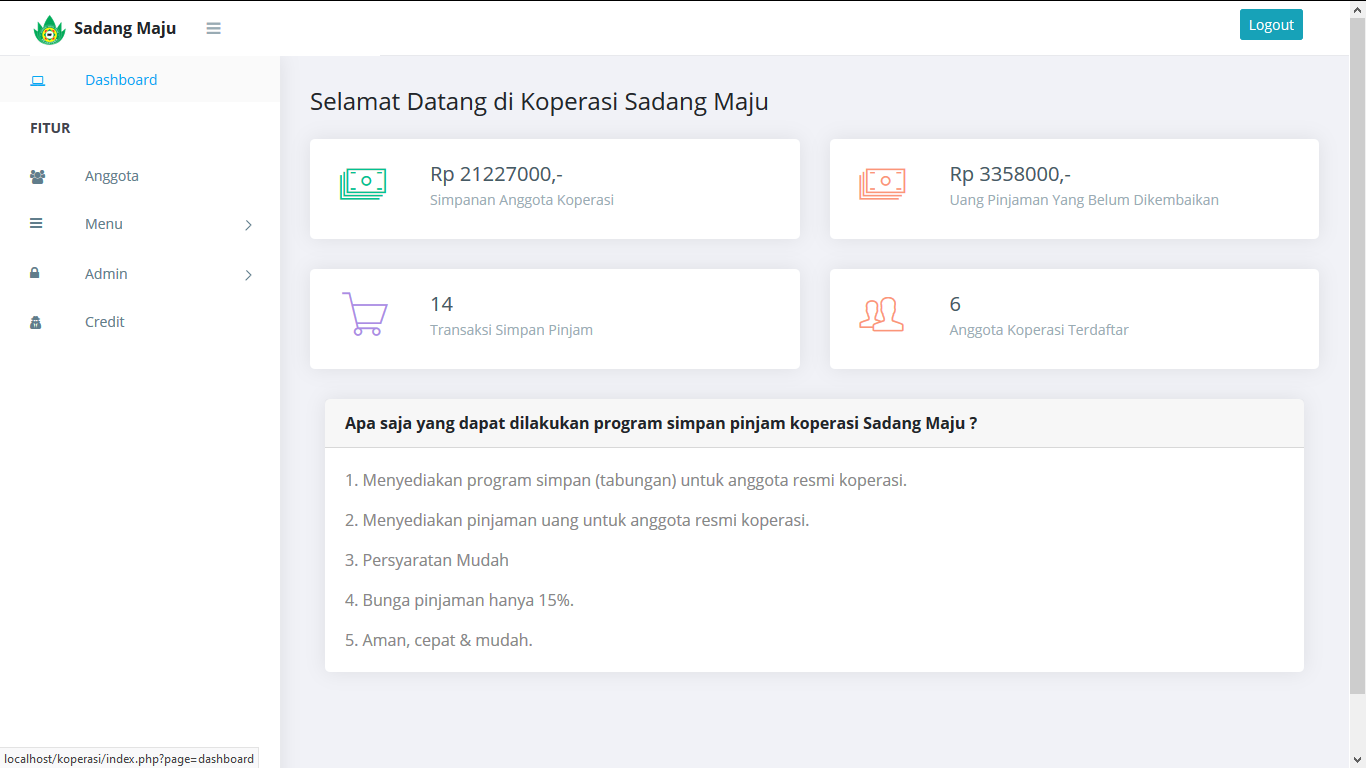 Sadang Maju
Logout
Dashboard
FITUR
Anggota
Menu
Admin
Credit
Selamat Datang di Koperasi Sadang Maju
Rp 21227000,-
Simpanan Anggota Koperasi
Rp 3358000,-
Uang Pinjaman Yang Belum Dikembaikan
14
Transaksi Simpan Pinjam
6
Anggota Koperasi Terdaftar
Apa saja yang dapat dilakukan program simpan pinjam koperasi Sadang Maju ?
1. Menyediakan program simpan (tabungan) untuk anggota resmi koperasi.
2. Menyediakan pinjaman uang untuk anggota resmi koperasi.
3. Persyaratan Mudah
4. Bunga pinjaman hanya 15%.
5. Aman, cepat & mudah.
localhost/koperasi/index.php?page=dashboard